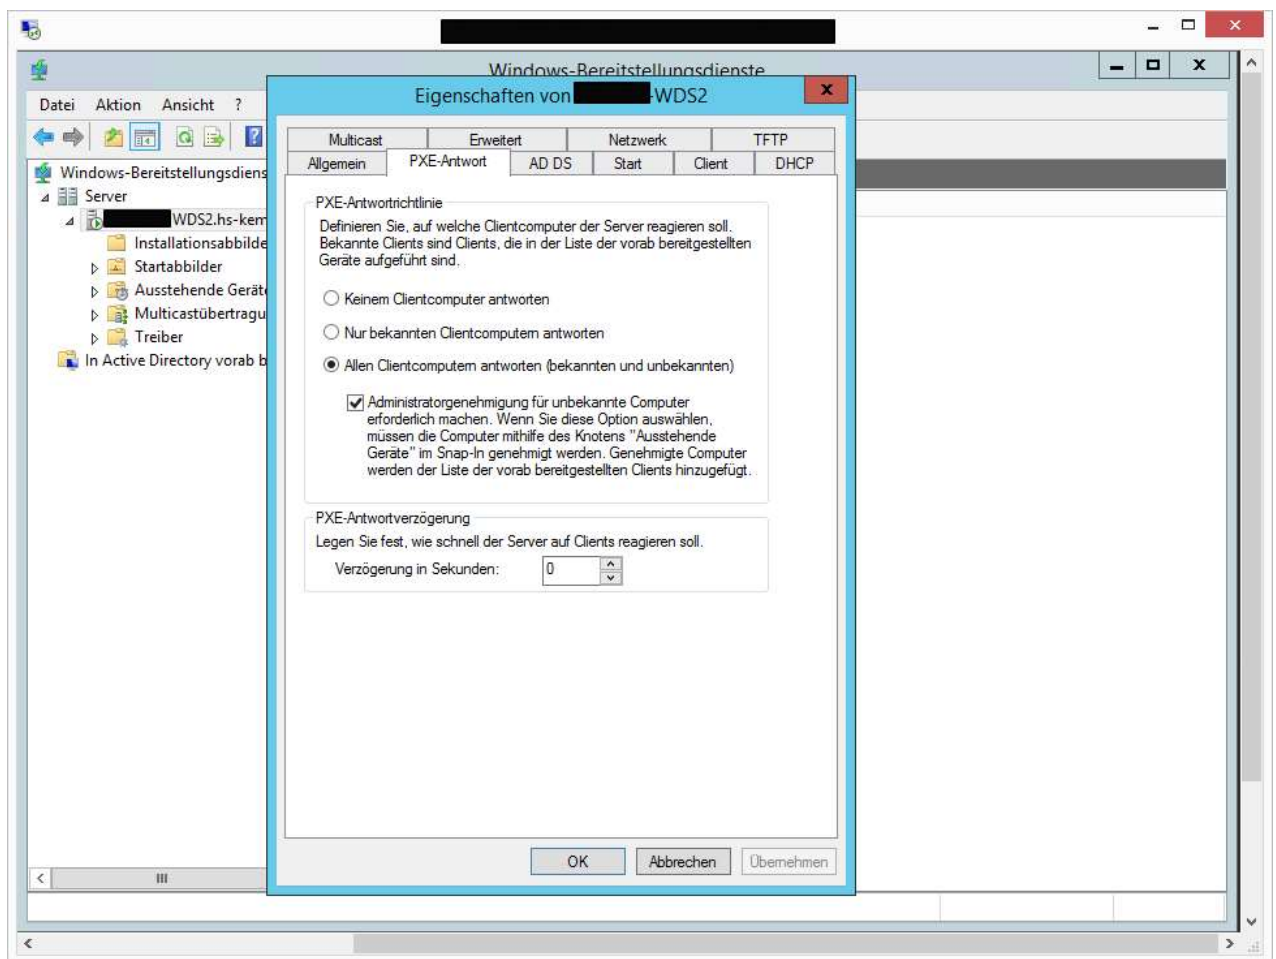 Windows-Bereitstellungsdienste
Eigenschaften von -WDS2
Datei Aktion Ansicht ?
Windows-Bereitstellungsdiens
Server
WDS2.hs-kem
Installationsabbilde
Startabbilder
Ausstehende Geräte
Multicastübertragu
Treiber
In Active Directory vorab b
Multicast Erweitert Netzwerk TFTP
Allgemein PXE-Antwort AD DS Start Client DHCP
PXE-Antwortrichtlinie
Definieren Sie, auf welche Clientcomputer der Server reagieren soll.
Bekannte Clients sind Clients, die in der Liste der vorab bereitgestellten
Geräte aufgeführt sind.
Keinem Clientcomputer antworten
Nur bekannten Clientcomputern antworten
Allen Clientcomputern antworten (bekannten und unbekannten)
Administratorgenehmigung für unbekannte Computer
erforderlich machen. Wenn Sie diese Option auswählen,
müssen die Computer mithilfe des Knotens "Ausstehende
Geräte" im Snap-In genehmigt werden. Genehmigte Computer
werden der Liste der vorab bereitgestellten Clients hinzugefügt.
PXE-Antwortverzögerung
Legen Sie fest, wie schnell der Server auf Clients reagieren soll.
Verzögerung in Sekunden: 0
OK Abbrechen Übernehmen